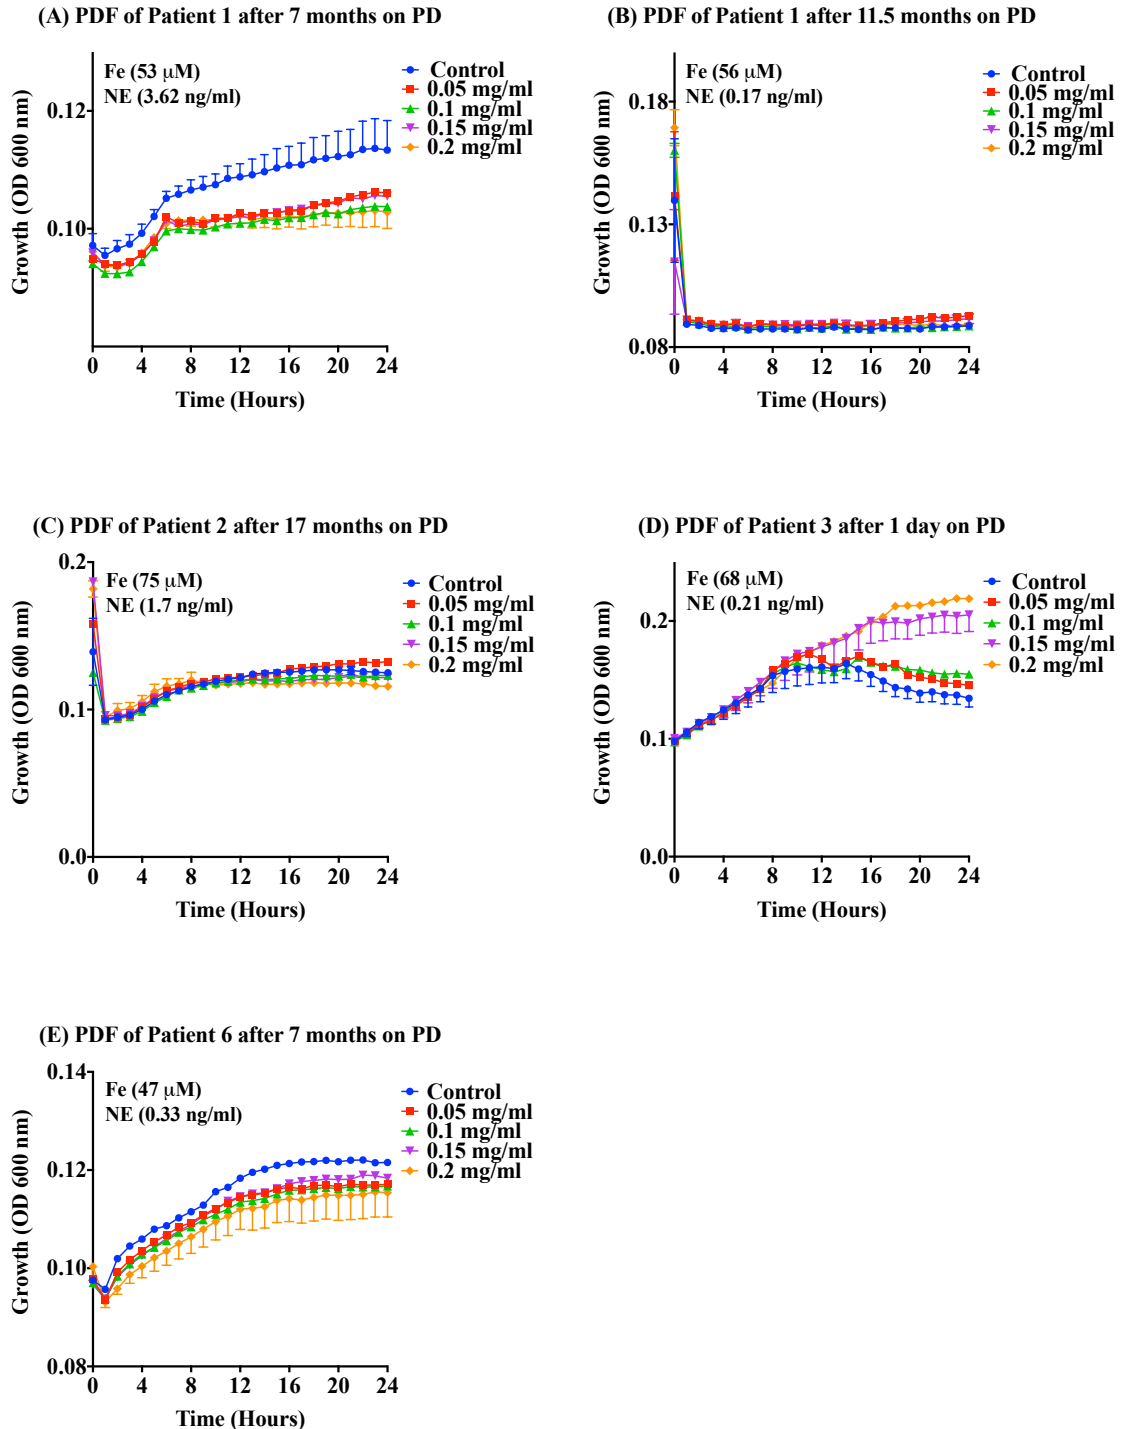 (A) PDF of Patient 1 after 7 months on PD
Fe (53 μM)
NE (3.62 ng/ml)
Control
0.05 mg/ml
0.1 mg/ml
0.15 mg/ml
0.2 mg/ml
0.12
0.10
Growth (OD 600 nm)
0 4 8 12 16 20 24
Time (Hours)
(B) PDF of Patient 1 after 11.5 months on PD
Fe (56 μM)
NE (0.17 ng/ml)
Control
0.05 mg/ml
0.1 mg/ml
0.15 mg/ml
0.2 mg/ml
0.18
0.13
0.08
Growth (OD 600 nm)
0 4 8 12 16 20 24
Time (Hours)
(C) PDF of Patient 2 after 17 months on PD
Fe (75 μM)
NE (1.7 ng/ml)
Control
0.05 mg/ml
0.1 mg/ml
0.15 mg/ml
0.2 mg/ml
0.2
0.1
0.0
Growth (OD 600 nm)
0 4 8 12 16 20 24
Time (Hours)
(D) PDF of Patient 3 after 1 day on PD
Fe (68 μM)
NE (0.21 ng/ml)
Control
0.05 mg/ml
0.1 mg/ml
0.15 mg/ml
0.2 mg/ml
0.2
0.1
0.0
Growth (OD 600 nm)
0 4 8 12 16 20 24
Time (Hours)
(E) PDF of Patient 6 after 7 months on PD
Fe (47 μM)
NE (0.33 ng/ml)
Control
0.05 mg/ml
0.1 mg/ml
0.15 mg/ml
0.2 mg/ml
0.14
0.12
0.10
0.08
Growth (OD 600 nm)
0 4 8 12 16 20 24
Time (Hours)